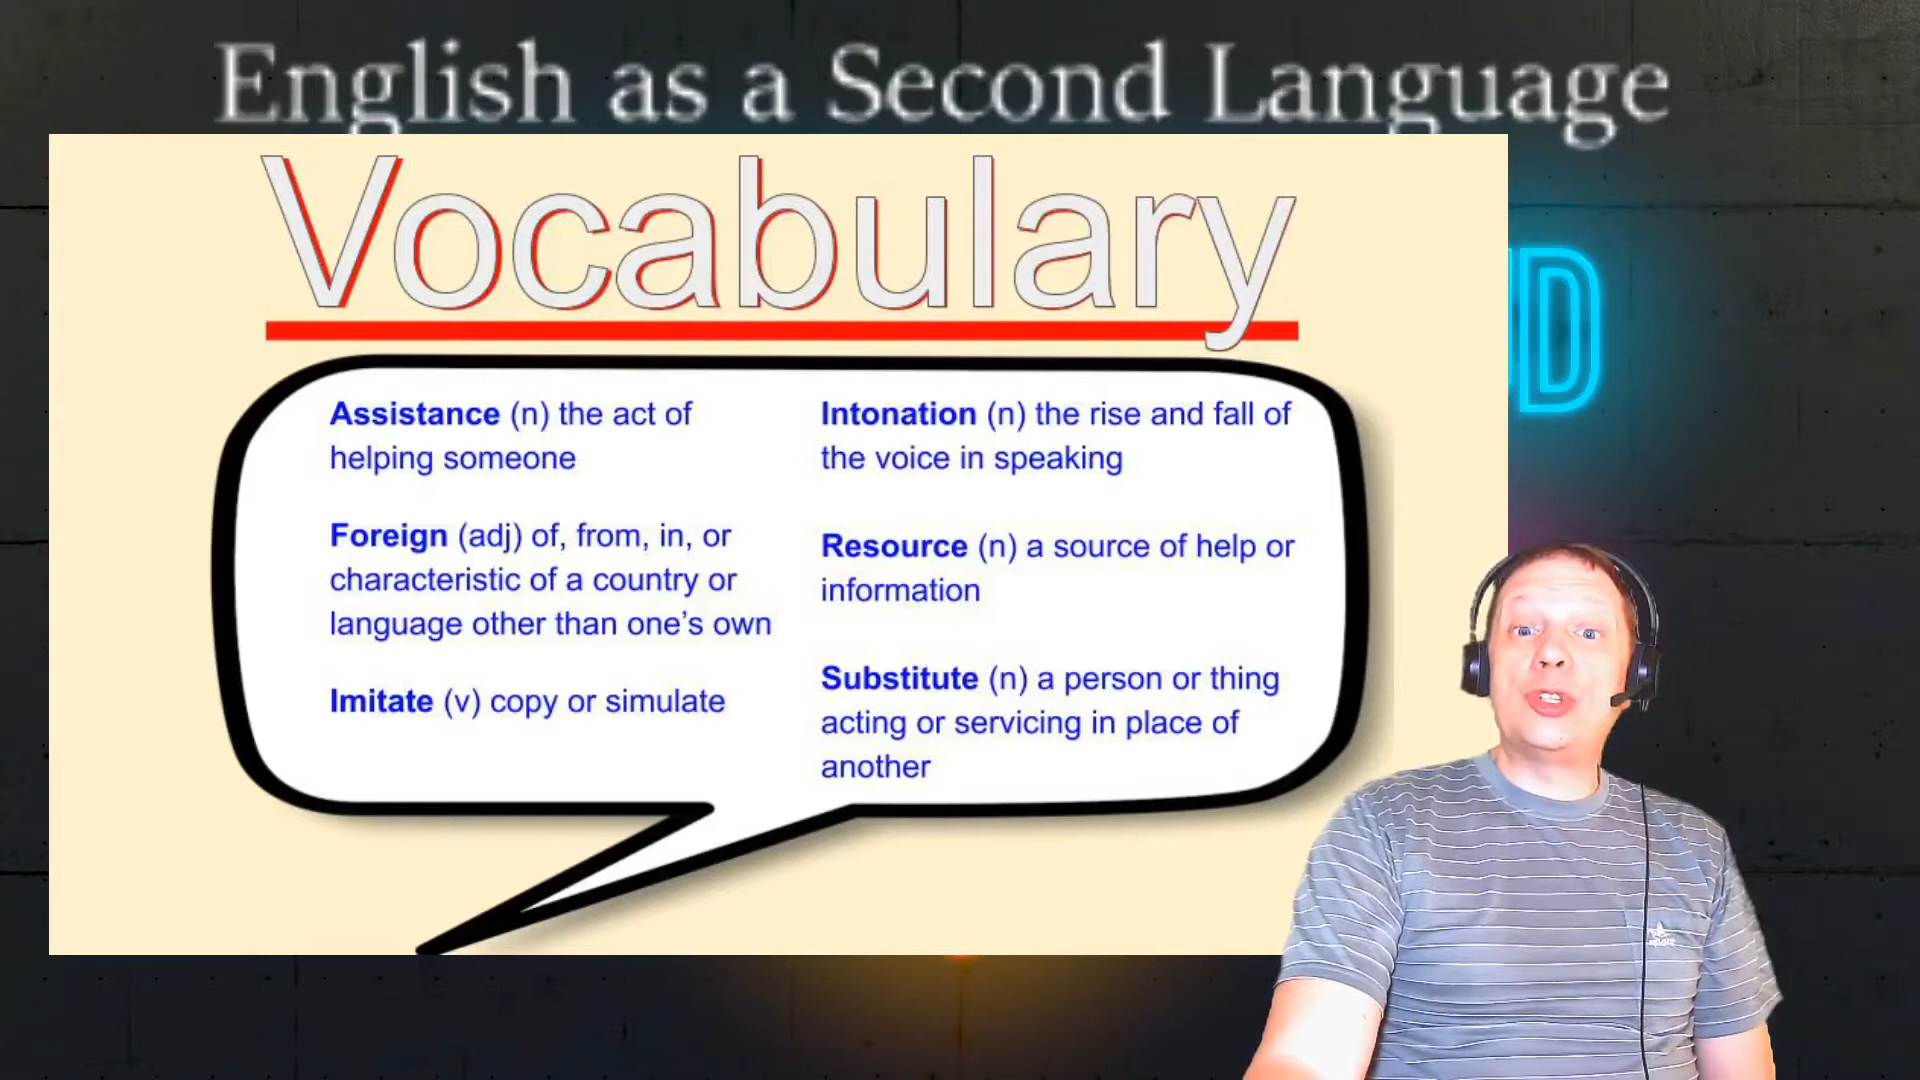 English as a Second Language
Vocabulary
Assistance (n) the act of
helping someone
Foreign (adj) of, from, in, or
characteristic of a country or
language other than one's own
Imitate (v) copy or simulate
Intonation (n) the rise and fall of
the voice in speaking
Resource (n) a source of help or
information
Substitute (n) a person or thing
acting or servicing in place of
another